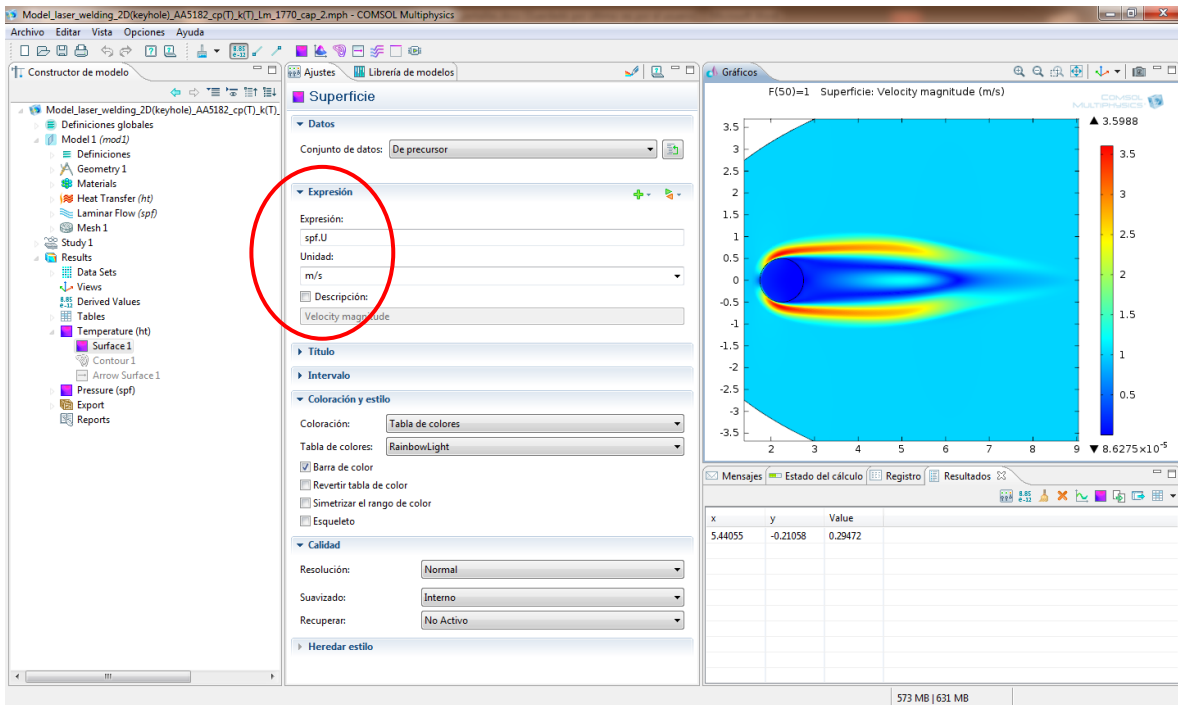 Model_laser_welding_2D(keyhole)_AA5182_cp(T)_k(T)_Lm_1770_cap_2.mph - COMSOL Multiphysics
Archivo Editar Vista Opciones Ayuda
Constructor de modelo
Model_laser_welding_2D(keyhole)_AA5182_cp(T)_k(T)_
Definiciones globales
Model 1 (mod1)
Definiciones
Geometry 1
Materials
Heat Transfer (ht)
Laminar Flow (spf)
Mesh 1
Study 1
Results
Data Sets
Views
8.85
e-12
Derived Values
Tables
Temperature (ht)
Surface 1
Contour 1
Arrow Surface 1
Pressure (spf)
Export
Reports
Ajustes
Librería de modelos
Superficie
Datos
Conjunto de datos: De precursor
Expresión
Expresión:
spf.U
Unidad:
m/s
Descripción:
Velocity magnitude
Título
Intervalo
Coloración y estilo
Coloración: Tabla de colores
Tabla de colores: RainbowLight
Barra de color
Revertir tabla de color
Simetrizar el rango de color
Esqueleto
Calidad
Resolución: Normal
Suavizado: Interno
Recuperar: No Activo
Heredar estilo
Gráficos
F(50)=1 Superficie: Velocity magnitude (m/s)
COMSOL
MULTIPHYSICS
▲ 3.5988
3.5
3
2.5
2
1.5
1
0.5
0
-0.5
-1
-1.5
-2
-2.5
-3
-3.5
2 3 4 5 6 7 8 9
3.5
3
2.5
2
1.5
1
0.5
▼ 8.6275×10⁻⁵
Mensajes
Estado del cálculo
Registro
Resultados
x y Value
5.44055 -0.21058 0.29472
573 MB | 631 MB